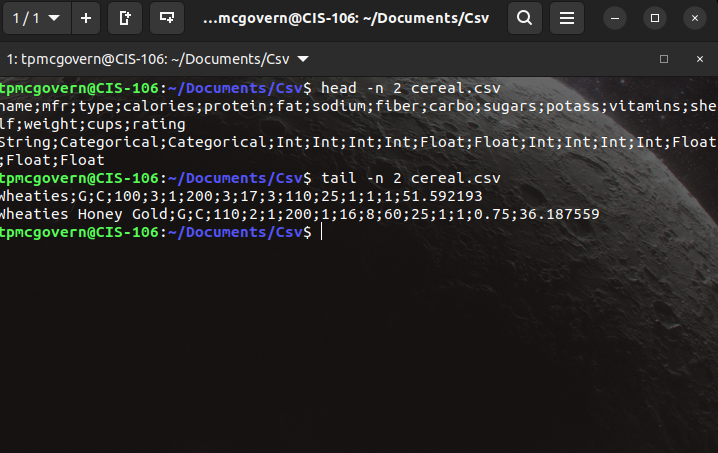 1 / 1
...mcgovern@CIS-106: ~/Documents/Csv
1: tpmcgovern@CIS-106: ~/Documents/Csv
tpmcgovern@CIS-106:~/Documents/Csv$ head -n 2 cereal.csv
name;mfr;type;calories;protein;fat;sodium;fiber;carbo;sugars;potass;vitamins;she
lf;weight;cups;rating
String;Categorical;Categorical;Int;Int;Int;Int;Float;Float;Int;Int;Int;Int;Float
;Float;Float
tpmcgovern@CIS-106:~/Documents/Csv$ tail -n 2 cereal.csv
Wheaties;G;C;100;3;1;200;3;17;3;110;25;1;1;1;51.592193
Wheaties Honey Gold;G;C;110;2;1;200;1;16;8;60;25;1;1;0.75;36.187559
tpmcgovern@CIS-106:~/Documents/Csv$